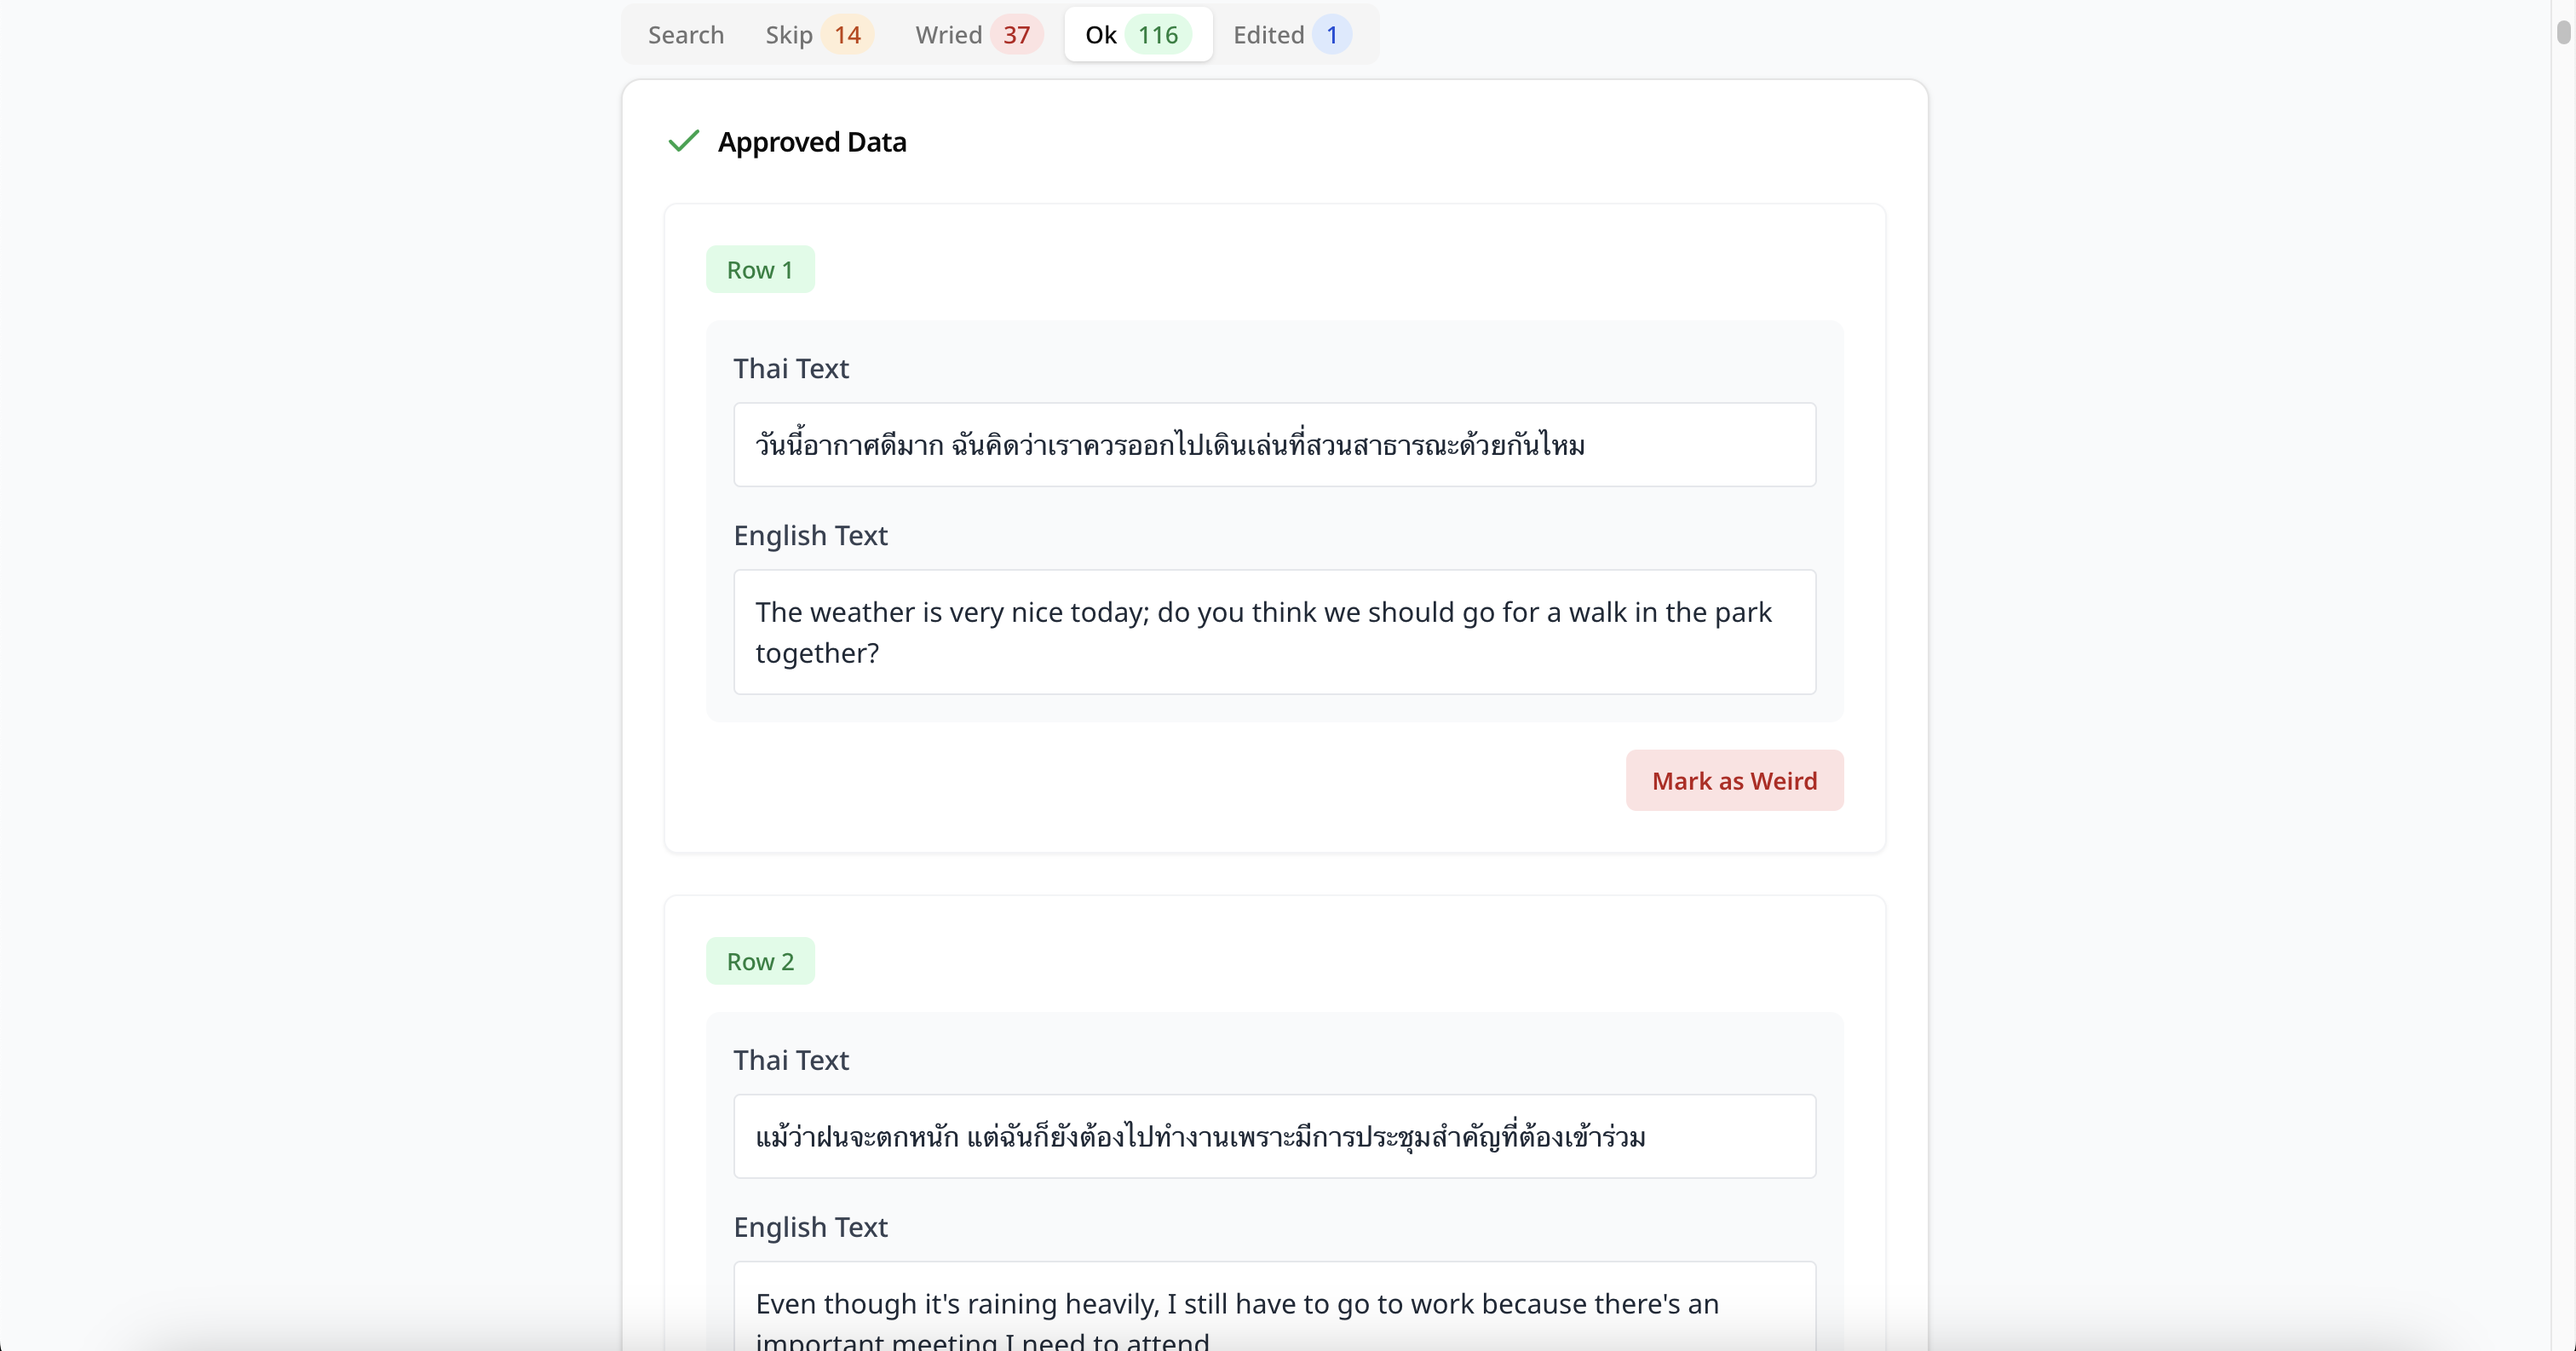 Search Skip 14 Wried 37 Ok 116 Edited 1
Approved Data
Row 1
Thai Text
วันนี้อากาศดีมาก ฉันคิดว่าเราควรออกไปเดินเล่นที่สวนสาธารณะด้วยกันไหม
English Text
The weather is very nice today; do you think we should go for a walk in the park
together?
Mark as Weird
Row 2
Thai Text
แม้ว่าฝนจะตกหนัก แต่ฉันก็ยังต้องไปทำงานเพราะมีการประชุมสำคัญที่ต้องเข้าร่วม
English Text
Even though it's raining heavily, I still have to go to work because there's an
important meeting I need to attend